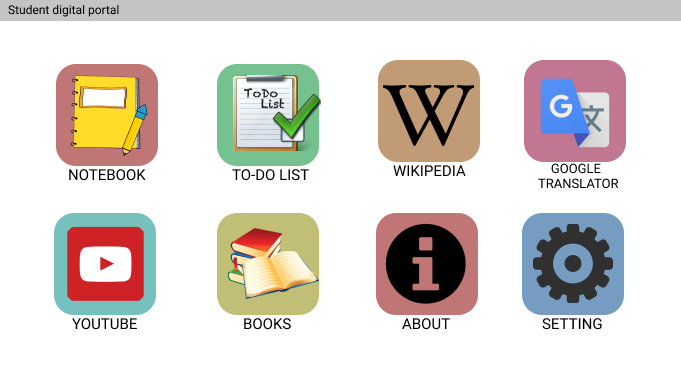 Student digital portal
ToDo
List
W
G
文
NOTEBOOK
TO-DO LIST
WIKIPEDIA
GOOGLE
TRANSLATOR
i
YOUTUBE
BOOKS
ABOUT
SETTING